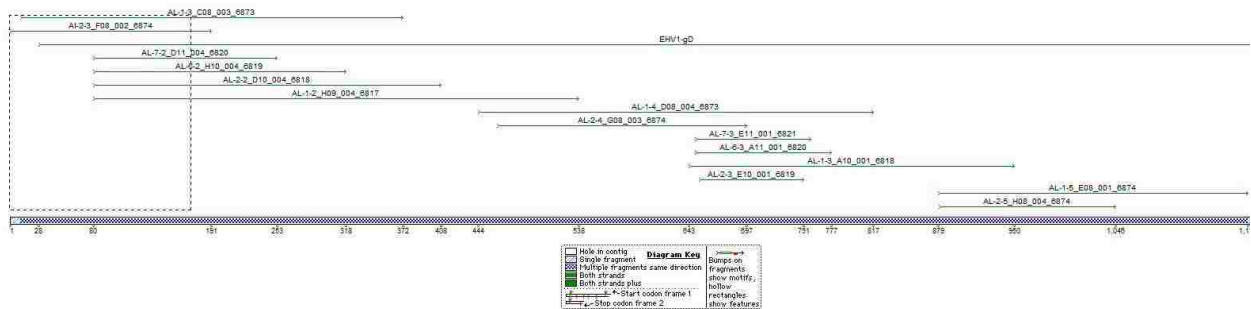 AL-1-3_C08_003_6873
AI-2-3_F08_002_6874
EHV1-gD
AL-7-2_D11_004_6820
AL-6-2_H10_004_6819
AL-2-2_D10_004_6818
AL-1-2_H09_004_6817
AL-1-4_D08_004_6873
AL-2-4_G08_003_6874
AL-7-3_E11_001_6821
AL-6-3_A11_001_6820
AL-1-3_A10_001_6818
AL-2-3_E10_001_6819
AL-1-5_E08_001_6874
AL-2-5_H08_004_6874
1 28 80 191 253 318 372 408 444 538 643 697 751 777 817 879 950 1,046
Hole in contig
Single fragment
Multiple fragments same direction
Both strands
Both strands plus
Start codon frame 1
Stop codon frame 2
Diagram Key
Bumps on
fragments
show motifs,
hollow
rectangles
show features